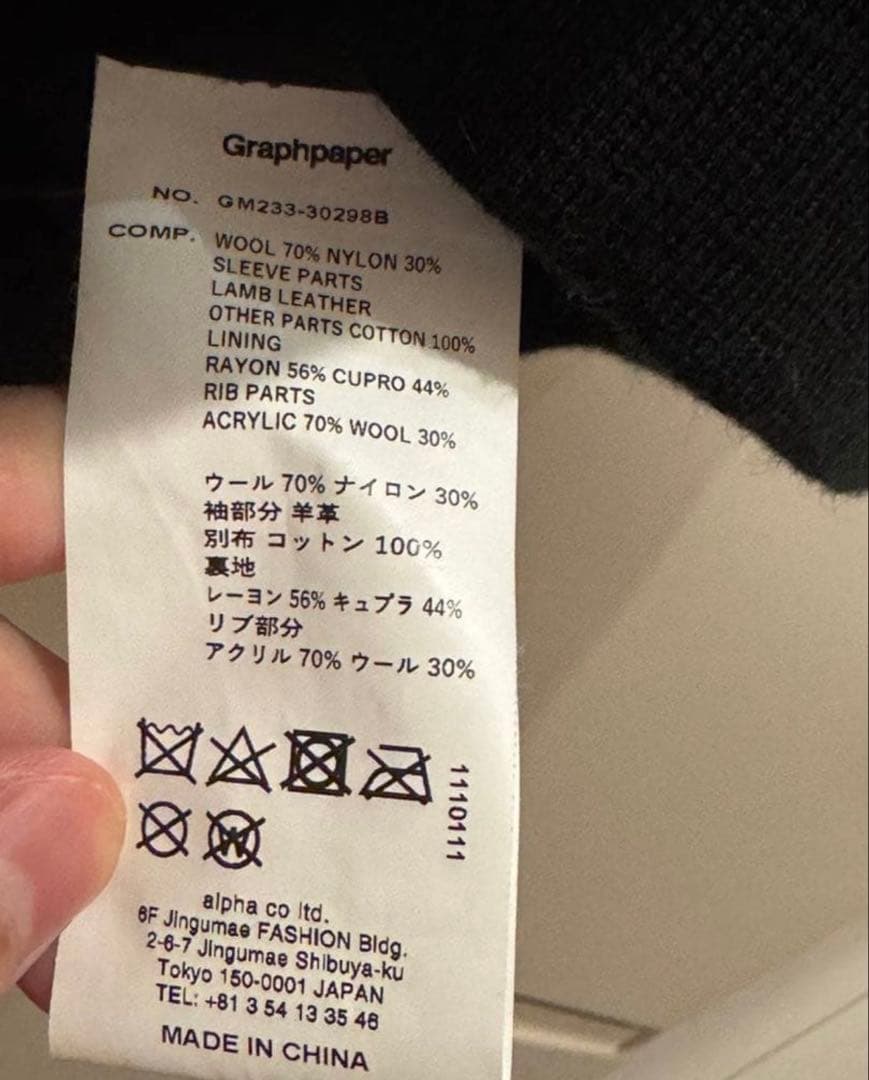 Graphpaper
NO. GM233-30298B
COMP. WOOL 70% NYLON 30%
SLEEVE PARTS
LAMB LEATHER
OTHER PARTS COTTON 100%
LINING
RAYON 56% CUPRO 44%
RIB PARTS
ACRYLIC 70% WOOL 30%
ウール 70% ナイロン 30%
袖部分 羊革
別布 コットン 100%
裏地
レーヨン 56% キュプラ 44%
リブ部分
アクリル 70% ウール 30%
W
1110111
alpha co ltd.
6F Jingumae FASHION Bldg.
2-6-7 Jingumae Shibuya-ku
Tokyo 150-0001 JAPAN
TEL: +81 3 54 13 35 46
MADE IN CHINA